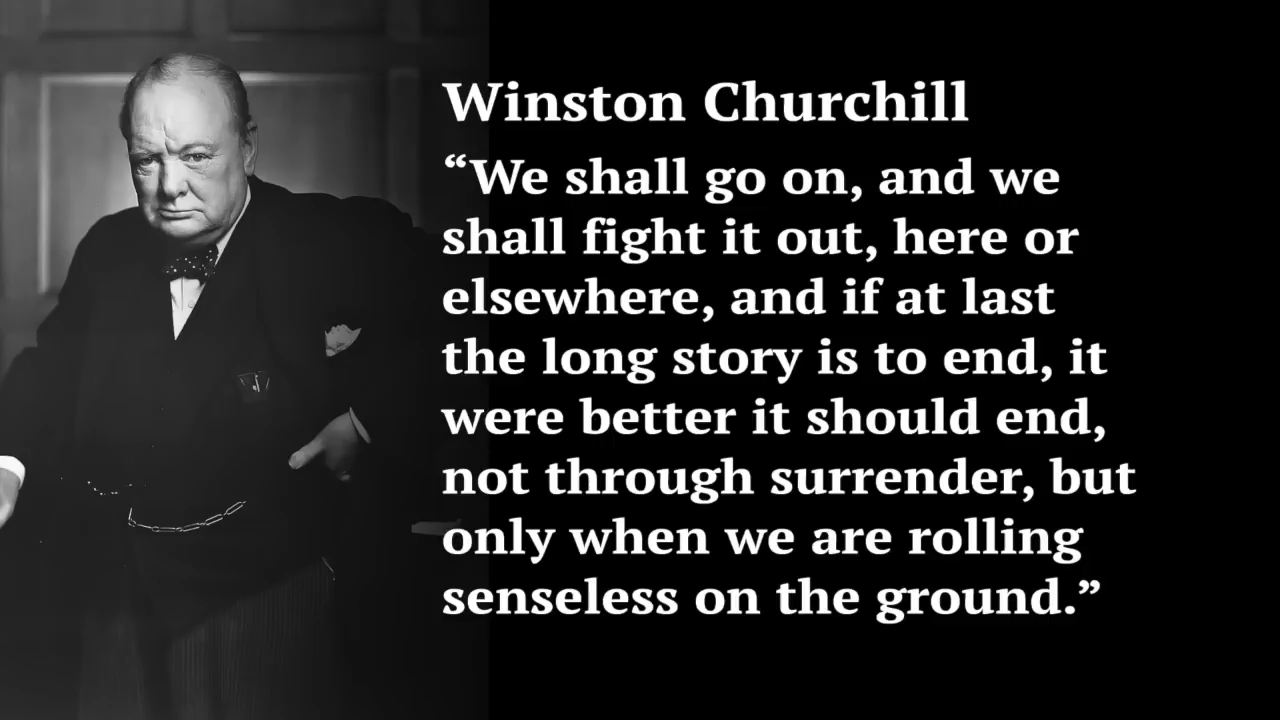 Winston Churchill
“We shall go on, and we
shall fight it out, here or
elsewhere, and if at last
the long story is to end, it
were better it should end,
not through surrender, but
only when we are rolling
senseless on the ground.”